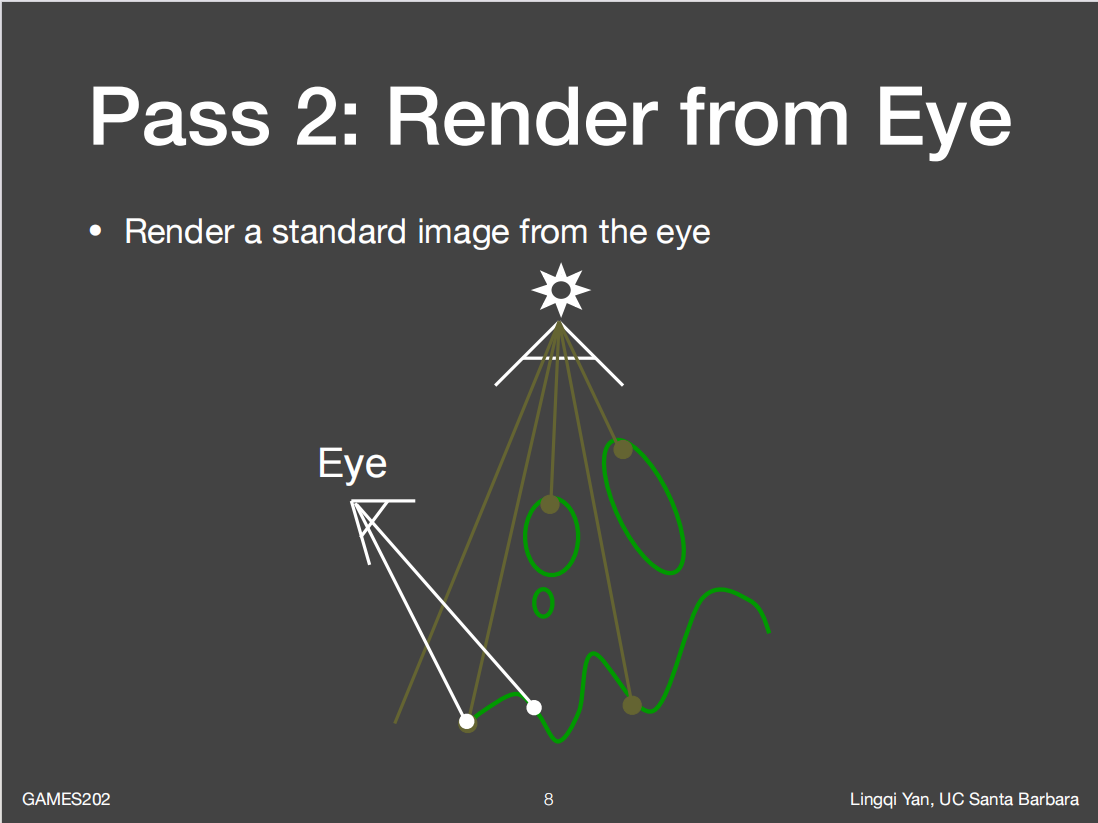 Pass 2: Render from Eye
• Render a standard image from the eye
Eye
GAMES202
8
Lingqi Yan, UC Santa Barbara